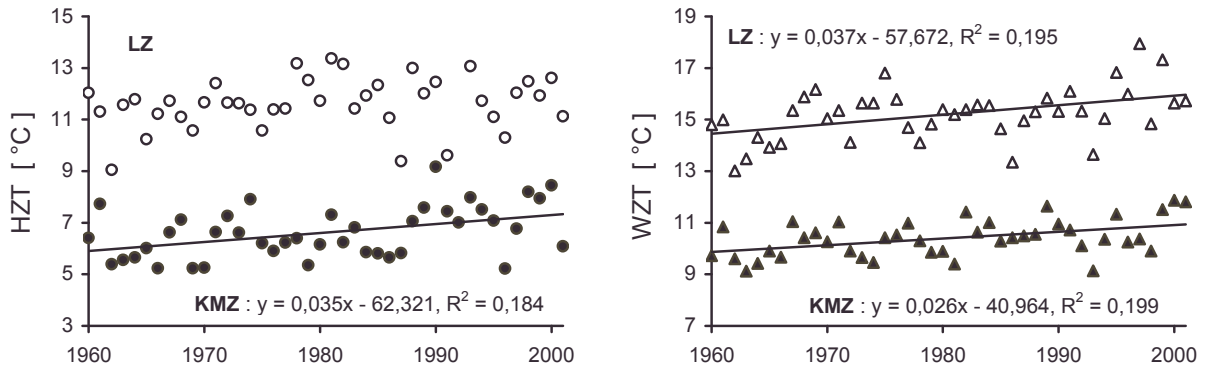 15
13
11
9
7
5
3
HZT [ °C]
LZ
KMZ : y = 0,035x - 62,321, R² = 0,184
1960 1970 1980 1990 2000
19
17
15
13
11
9
7
WZT [ °C]
LZ : y = 0,037x - 57,672, R² = 0,195
KMZ : y = 0,026x - 40,964, R² = 0,199
1960 1970 1980 1990 2000